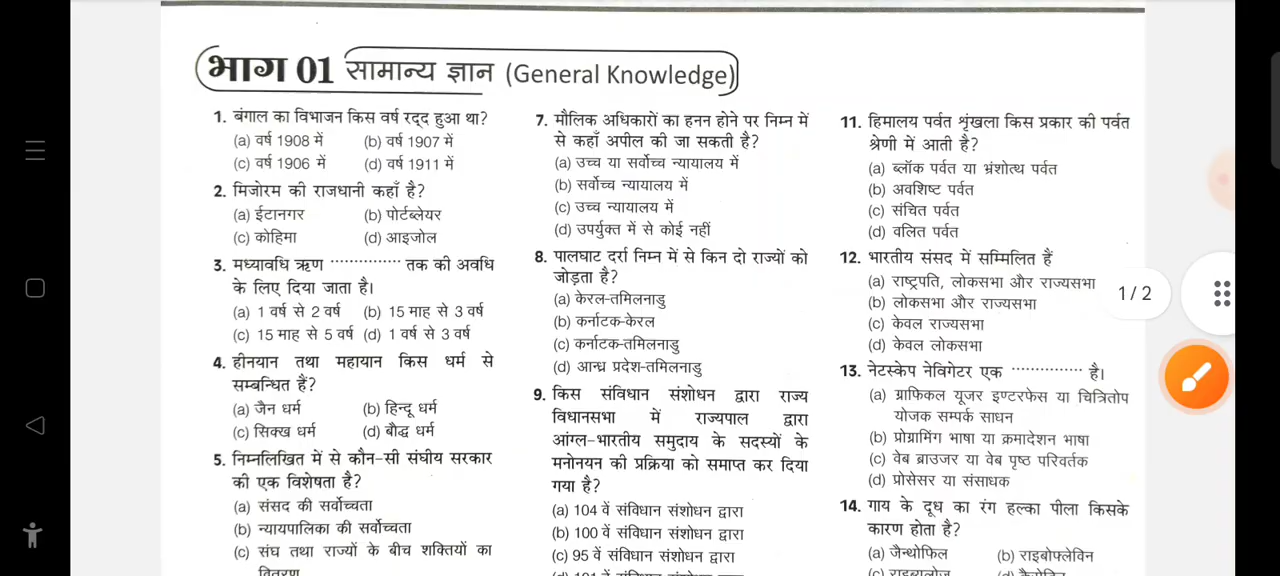 भाग 01 सामान्य ज्ञान (General Knowledge)
1. बंगाल का विभाजन किस वर्ष रद्द हुआ था?
(a) वर्ष 1908 में (b) वर्ष 1907 में
(c) वर्ष 1906 में (d) वर्ष 1911 में
2. मिजोरम की राजधानी कहाँ है?
(a) ईटानगर (b) पोर्टब्लेयर
(c) कोहिमा (d) आइजोल
3. मध्यावधि ऋण ·············· तक की अवधि
के लिए दिया जाता है।
(a) 1 वर्ष से 2 वर्ष (b) 15 माह से 3 वर्ष
(c) 15 माह से 5 वर्ष (d) 1 वर्ष से 3 वर्ष
4. हीनयान तथा महायान किस धर्म से
सम्बन्धित हैं?
(a) जैन धर्म (b) हिन्दू धर्म
(c) सिक्ख धर्म (d) बौद्ध धर्म
5. निम्नलिखित में से कौन-सी संघीय सरकार
की एक विशेषता है?
(a) संसद की सर्वोच्चता
(b) न्यायपालिका की सर्वोच्चता
(c) संघ तथा राज्यों के बीच शक्तियों का
वितरण
7. मौलिक अधिकारों का हनन होने पर निम्न में
से कहाँ अपील की जा सकती है?
(a) उच्च या सर्वोच्च न्यायालय में
(b) सर्वोच्च न्यायालय में
(c) उच्च न्यायालय में
(d) उपर्युक्त में से कोई नहीं
8. पालघाट दर्रा निम्न में से किन दो राज्यों को
जोड़ता है?
(a) केरल-तमिलनाडु
(b) कर्नाटक-केरल
(c) कर्नाटक-तमिलनाडु
(d) आन्ध्र प्रदेश-तमिलनाडु
9. किस संविधान संशोधन द्वारा राज्य
विधानसभा में राज्यपाल द्वारा
आंग्ल-भारतीय समुदाय के सदस्यों के
मनोनयन की प्रक्रिया को समाप्त कर दिया
गया है?
(a) 104 वें संविधान संशोधन द्वारा
(b) 100 वें संविधान संशोधन द्वारा
(c) 95 वें संविधान संशोधन द्वारा
(d) 101 वें संविधान संशोधन द्वारा
11. हिमालय पर्वत शृंखला किस प्रकार की पर्वत
श्रेणी में आती है?
(a) ब्लॉक पर्वत या भ्रंशोत्थ पर्वत
(b) अवशिष्ट पर्वत
(c) संचित पर्वत
(d) वलित पर्वत
12. भारतीय संसद में सम्मिलित हैं
(a) राष्ट्रपति, लोकसभा और राज्यसभा
(b) लोकसभा और राज्यसभा
(c) केवल राज्यसभा
(d) केवल लोकसभा
13. नेटस्केप नेविगेटर एक ·············· है।
(a) ग्राफिकल यूजर इण्टरफेस या चित्रितोप
योजक सम्पर्क साधन
(b) प्रोग्रामिंग भाषा या क्रमादेशन भाषा
(c) वेब ब्राउजर या वेब पृष्ठ परिवर्तक
(d) प्रोसेसर या संसाधक
14. गाय के दूध का रंग हल्का पीला किसके
कारण होता है?
(a) जैन्थोफिल (b) राइबोफ्लेविन
(c) राइब्यूलोज (d) कैरोटिन
1/2